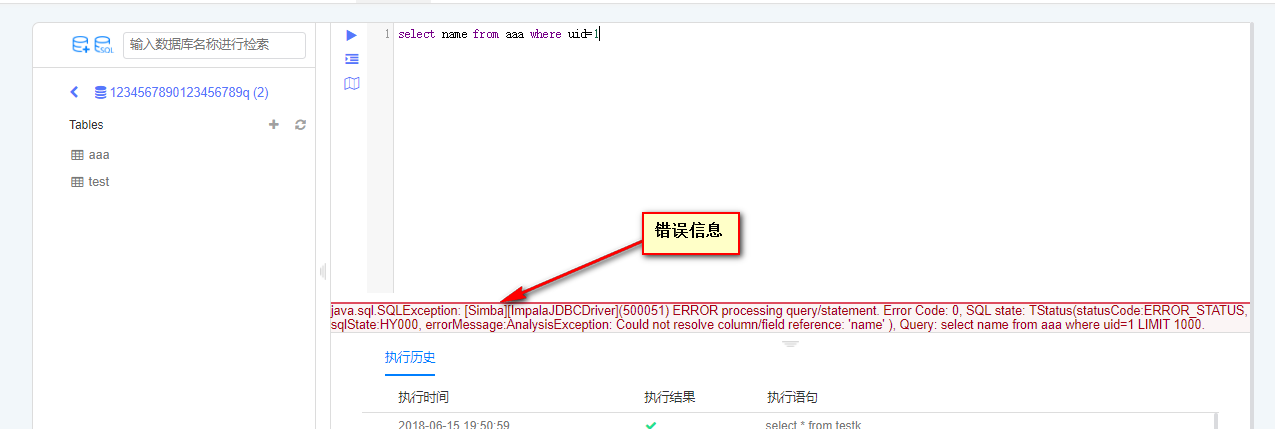 输入数据库名称进行检索
1234567890123456789q (2)
Tables
aaa
test
1 select name from aaa where uid=1
错误信息
java.sql.SQLException: [Simba][ImpalaJDBCDriver](500051) ERROR processing query/statement. Error Code: 0, SQL state: TStatus(statusCode:ERROR_STATUS,
sqlState:HY000, errorMessage:AnalysisException: Could not resolve column/field reference: 'name' ), Query: select name from aaa where uid=1 LIMIT 1000.
执行历史
执行时间 执行结果 执行语句
2018-06-15 19:50:59 select * from testk